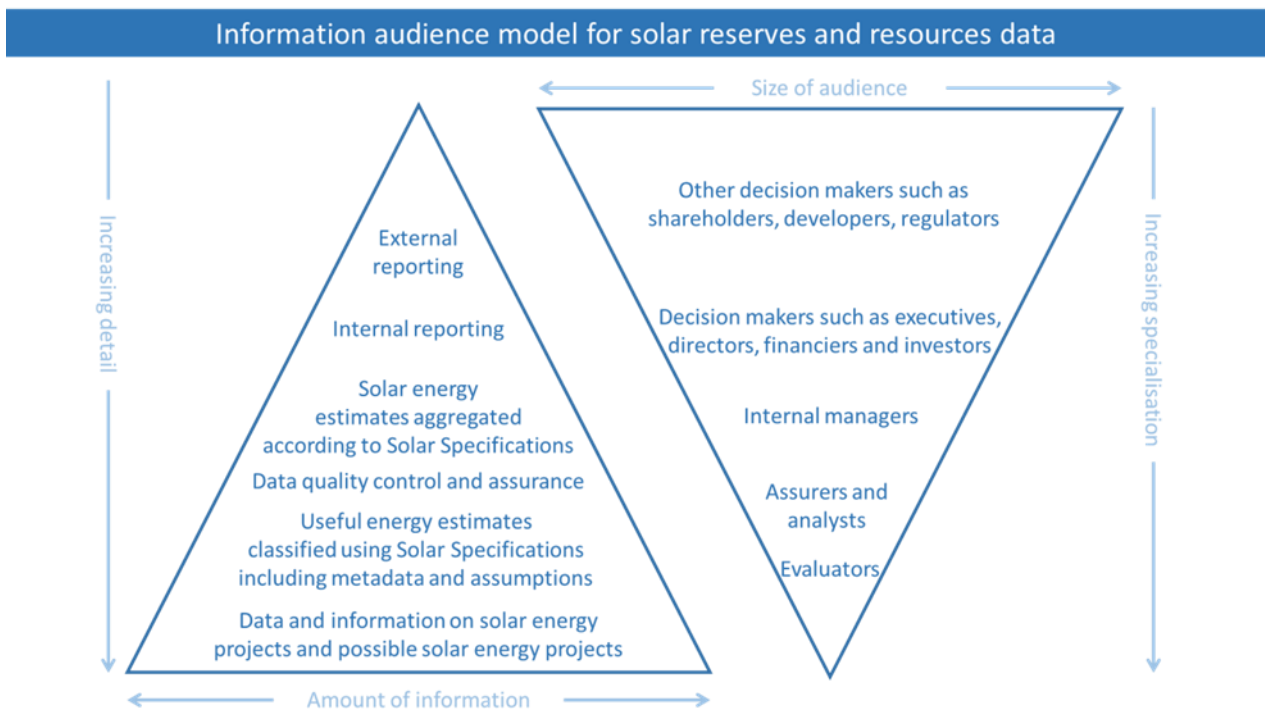 Information audience model for solar reserves and resources data
Increasing detail
External
reporting
Internal reporting
Solar energy
estimates aggregated
according to Solar Specifications
Data quality control and assurance
Useful energy estimates
classified using Solar Specifications
including metadata and assumptions
Data and information on solar energy
projects and possible solar energy projects
Amount of information
Size of audience
Other decision makers such as
shareholders, developers, regulators
Decision makers such as executives,
directors, financiers and investors
Internal managers
Assurers and
analysts
Evaluators
Increasing specialisation